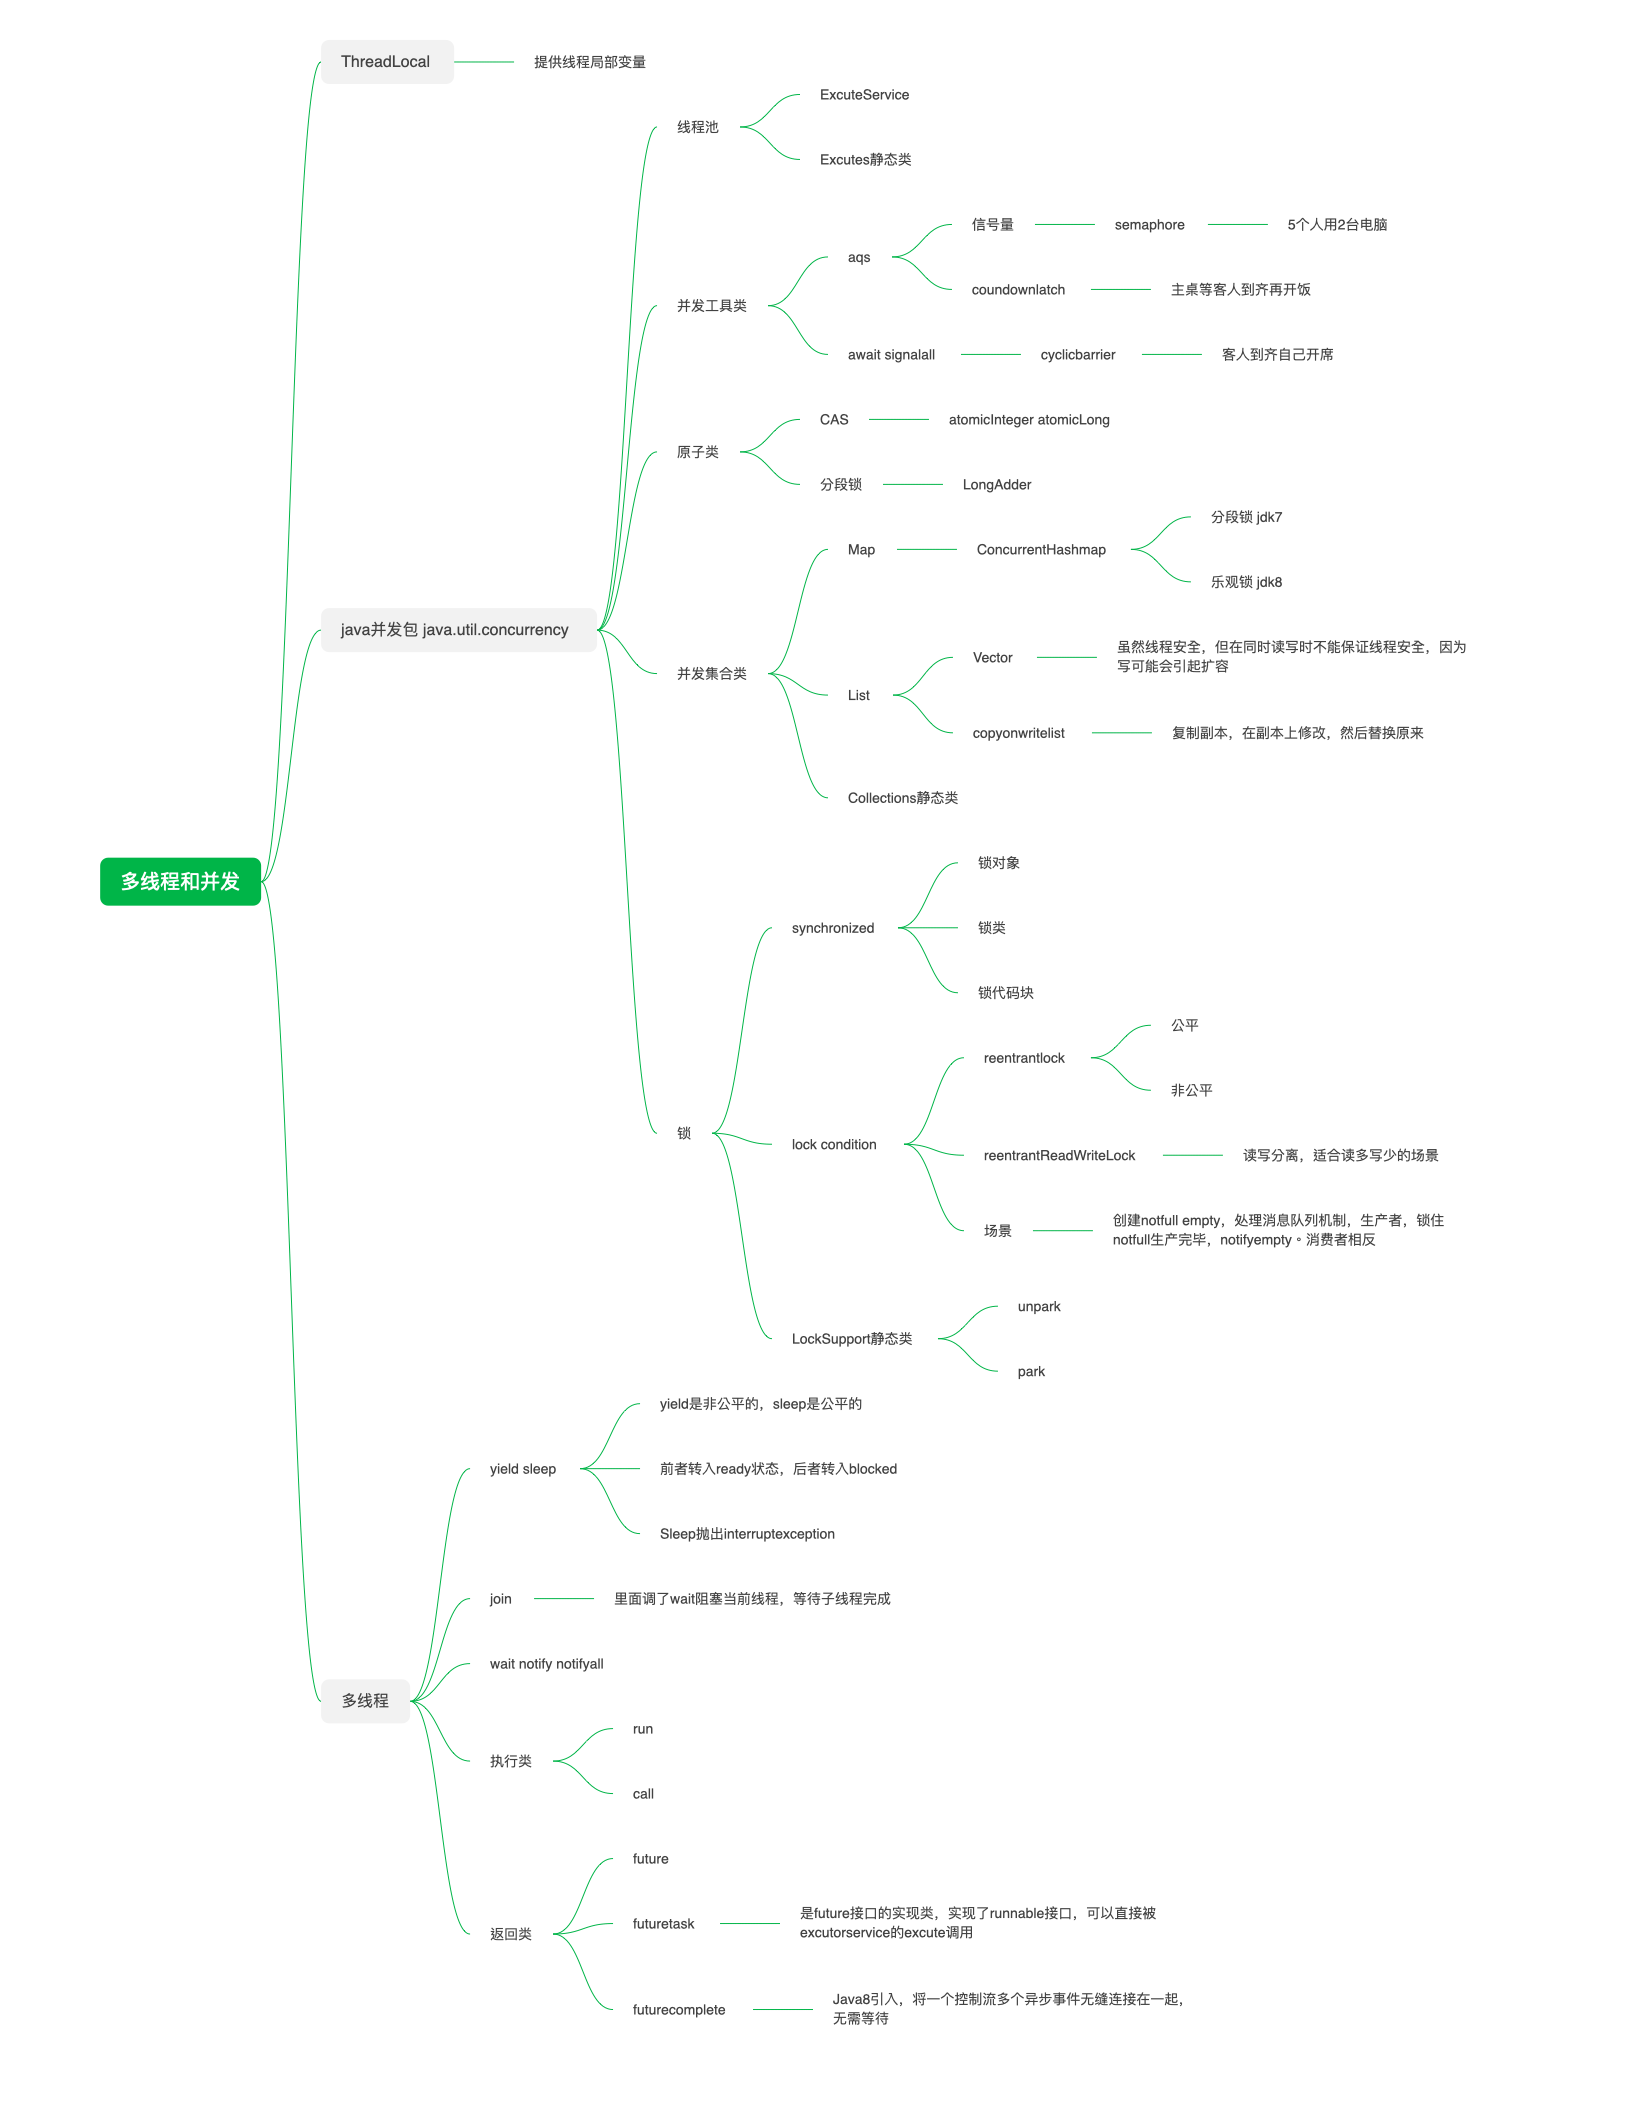 ThreadLocal
提供线程局部变量
线程池
ExcuteService
Excutes静态类
并发工具类
aqs
信号量
semaphore
5个人用2台电脑
coundownlatch
主桌等客人到齐再开饭
await signalall
cyclicbarrier
客人到齐自己开席
原子类
CAS
atomicInteger atomicLong
分段锁
LongAdder
java并发包 java.util.concurrency
并发集合类
Map
ConcurrentHashmap
分段锁 jdk7
乐观锁 jdk8
List
Vector
虽然线程安全，但在同时读写时不能保证线程安全，因为
写可能会引起扩容
copyonwritelist
复制副本，在副本上修改，然后替换原来
Collections静态类
多线程和并发
锁
synchronized
锁对象
锁类
锁代码块
lock condition
reentrantlock
公平
非公平
reentrantReadWriteLock
读写分离，适合读多写少的场景
场景
创建notfull empty，处理消息队列机制，生产者，锁住
notfull生产完毕，notifyempty。消费者相反
LockSupport静态类
unpark
park
多线程
yield sleep
yield是非公平的，sleep是公平的
前者转入ready状态，后者转入blocked
Sleep抛出interruptexception
join
里面调了wait阻塞当前线程，等待子线程完成
wait notify notifyall
执行类
run
call
返回类
future
futuretask
是future接口的实现类，实现了runnable接口，可以直接被
excutorservice的excute调用
futurecomplete
Java8引入，将一个控制流多个异步事件无缝连接在一起，
无需等待